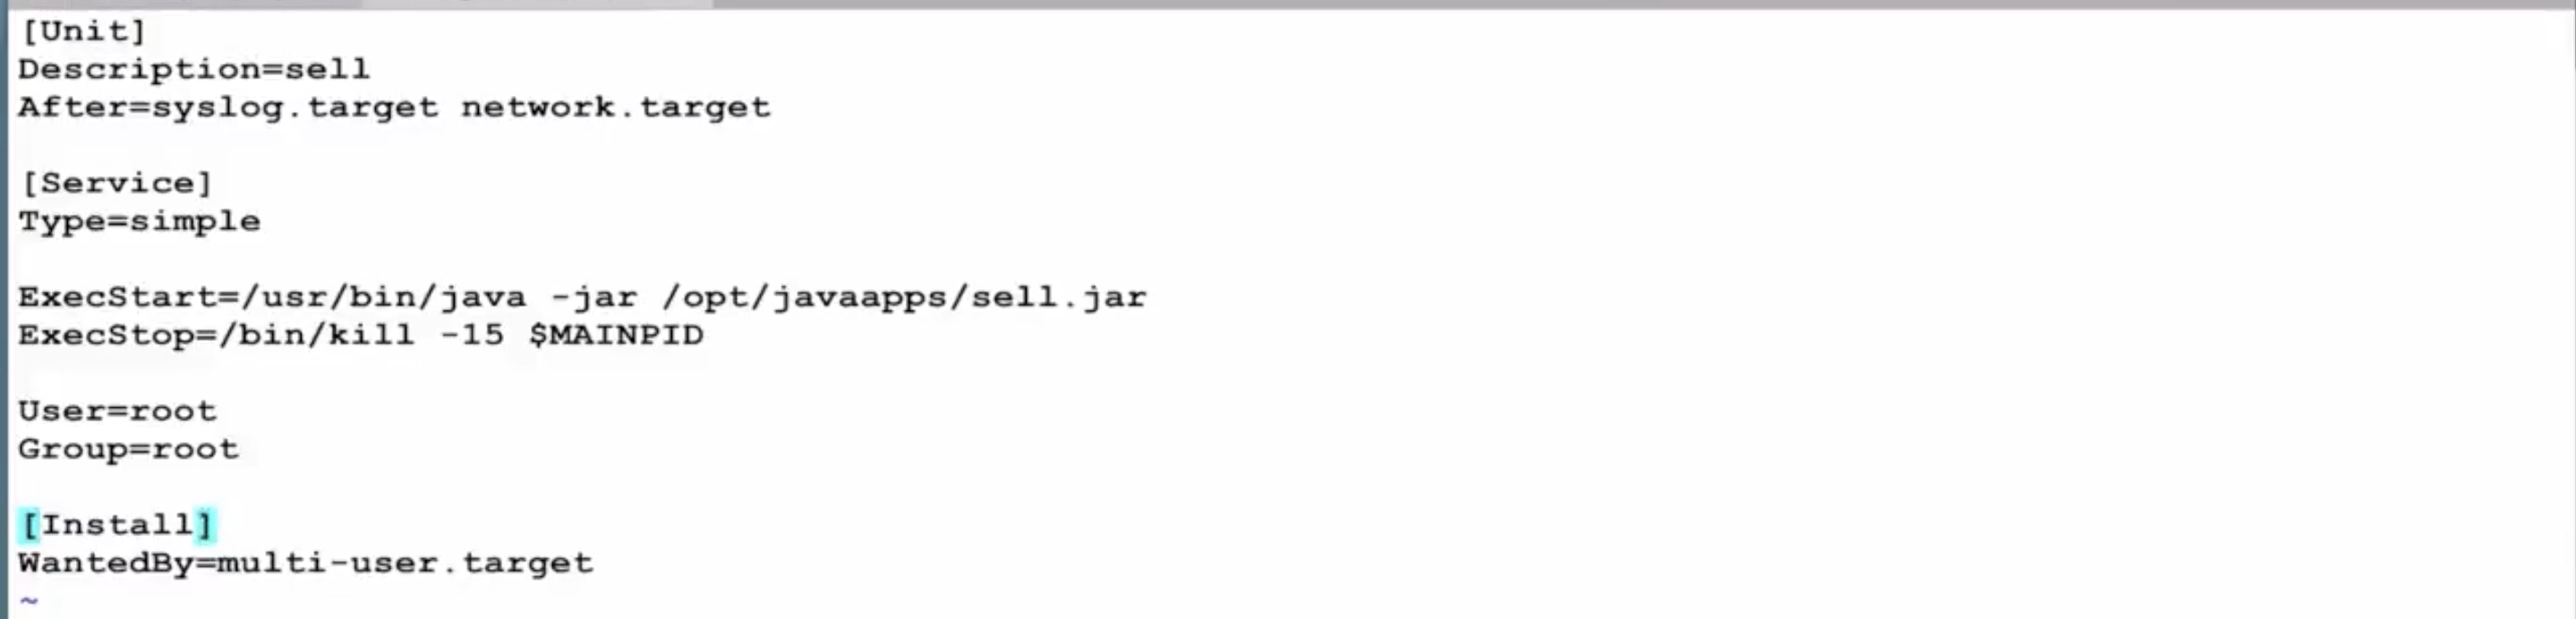 [Unit]
Description=sell
After=syslog.target network.target
[Service]
Type=simple
ExecStart=/usr/bin/java -jar /opt/javaapps/sell.jar
ExecStop=/bin/kill -15 $MAINPID
User=root
Group=root
[Install]
WantedBy=multi-user.target
~